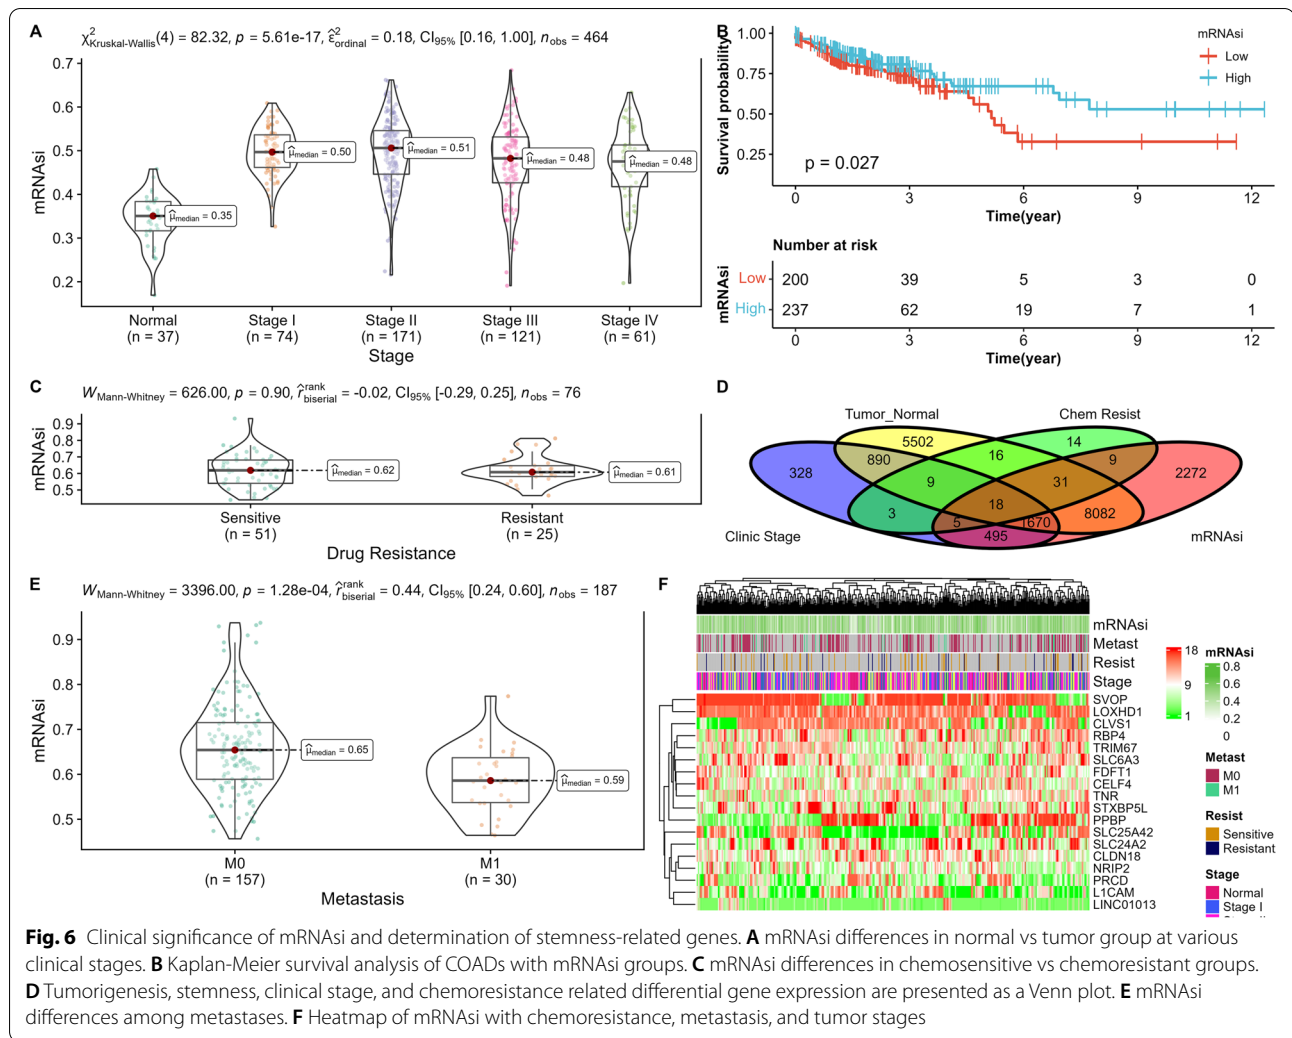 A
χ²Kruskal-Wallis(4) = 82.32, p = 5.61e-17, ε̂²ordinal = 0.18, CI95% [0.16, 1.00], nobs = 464
mRNAsi
0.7
0.6
0.5
0.4
0.3
0.2
μ̂median = 0.35
μ̂median = 0.50
μ̂median = 0.51
μ̂median = 0.48
μ̂median = 0.48
Normal Stage I Stage II Stage III Stage IV
(n = 37) (n = 74) (n = 171) (n = 121) (n = 61)
Stage
B
Survival probability
1.00
0.75
0.50
0.25
mRNAsi
Low
High
p = 0.027
0 3 6 9 12
Time(year)
Number at risk
mRNAsi
Low 200 39 5 3 0
High 237 62 19 7 1
0 3 6 9 12
Time(year)
C
WMann-Whitney = 626.00, p = 0.90, r̂rank biserial = -0.02, CI95% [-0.29, 0.25], nobs = 76
mRNAsi
0.9
0.8
0.7
0.6
0.5
μ̂median = 0.62
μ̂median = 0.61
Sensitive Resistant
(n = 51) (n = 25)
Drug Resistance
D
Tumor_Normal Chem Resist
5502 14
890 16 9
328 9 31 2272
18
3 5 1670 8082
495
Clinic Stage mRNAsi
E
WMann-Whitney = 3396.00, p = 1.28e-04, r̂rank biserial = 0.44, CI95% [0.24, 0.60], nobs = 187
mRNAsi
0.9
0.8
0.7
0.6
0.5
μ̂median = 0.65
μ̂median = 0.59
M0 M1
(n = 157) (n = 30)
Metastasis
F
mRNAsi
Metast
Resist
Stage
SVOP
LOXHD1
CLVS1
RBP4
TRIM67
SLC6A3
FDFT1
CELF4
TNR
STXBP5L
PPBP
SLC25A42
SLC24A2
CLDN18
NRIP2
PRCD
L1CAM
LINC01013
18
9
1
mRNAsi
0.8
0.6
0.4
0.2
0
Metast
M0
M1
Resist
Sensitive
Resistant
Stage
Normal
Stage I
Fig. 6 Clinical significance of mRNAsi and determination of stemness-related genes. A mRNAsi differences in normal vs tumor group at various
clinical stages. B Kaplan-Meier survival analysis of COADs with mRNAsi groups. C mRNAsi differences in chemosensitive vs chemoresistant groups.
D Tumorigenesis, stemness, clinical stage, and chemoresistance related differential gene expression are presented as a Venn plot. E mRNAsi
differences among metastases. F Heatmap of mRNAsi with chemoresistance, metastasis, and tumor stages